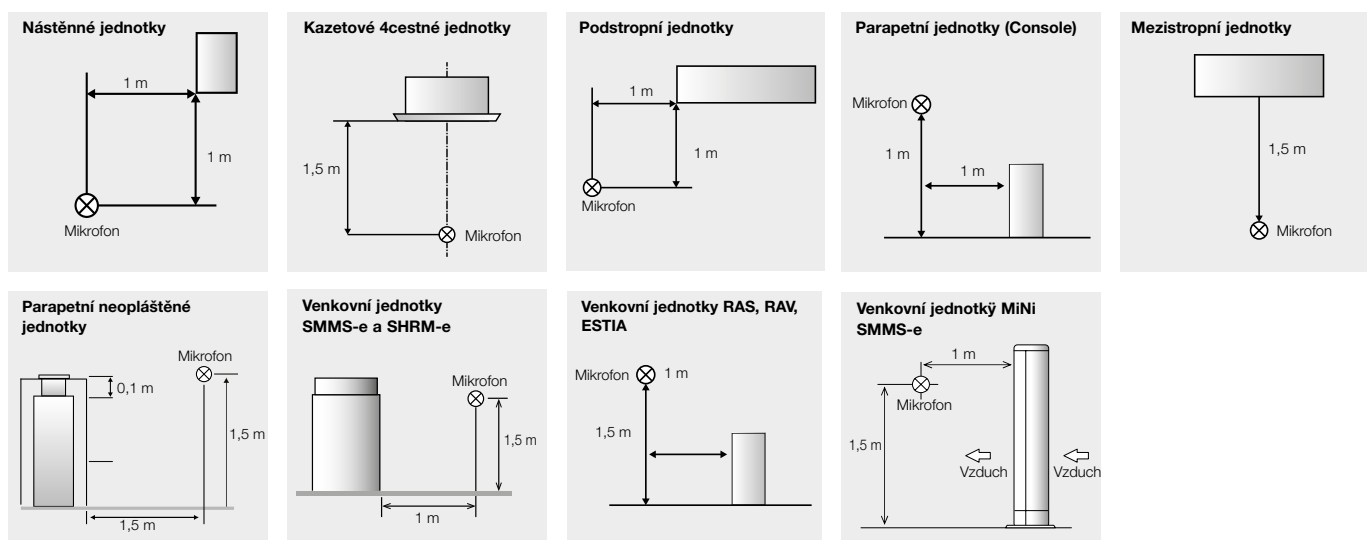 Nástěnné jednotky
1 m
1 m
Mikrofon
Kazetové 4cestné jednotky
1,5 m
Mikrofon
Podstropní jednotky
1 m
1 m
Mikrofon
Parapetní jednotky (Console)
Mikrofon
1 m
1 m
Mezistropní jednotky
1,5 m
Mikrofon
Parapetní neopláštěné
jednotky
Mikrofon
0,1 m
1,5 m
1,5 m
Venkovní jednotky
SMMS-e a SHRM-e
Mikrofon
1,5 m
1 m
Venkovní jednotky RAS, RAV,
ESTIA
Mikrofon 1 m
1,5 m
Venkovní jednotkÿ MiNi
SMMS-e
1 m
Mikrofon
1,5 m
Vzduch Vzduch